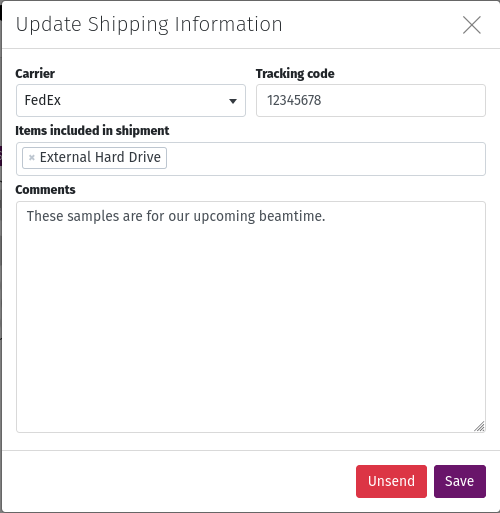 Update Shipping Information
Carrier
Tracking code
FedEx
12345678
Items included in shipment
× External Hard Drive
Comments
These samples are for our upcoming beamtime.
Unsend
Save